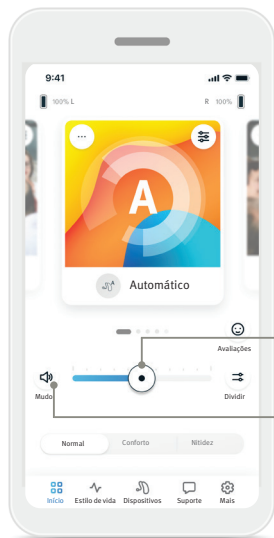 9:41
100% L
R 100%
A
Automático
Avaliações
Mudo
Dividir
Normal Conforto Nitidez
Início Estilo de vida Dispositivos Suporte Mais